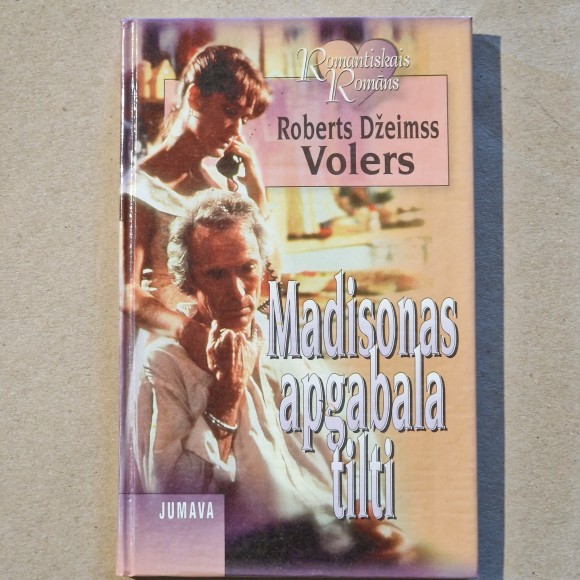 Romantiskais
Romāns
Roberts Džeimss
Volers
Madisonas
apgabala
tilti
JUMAVA